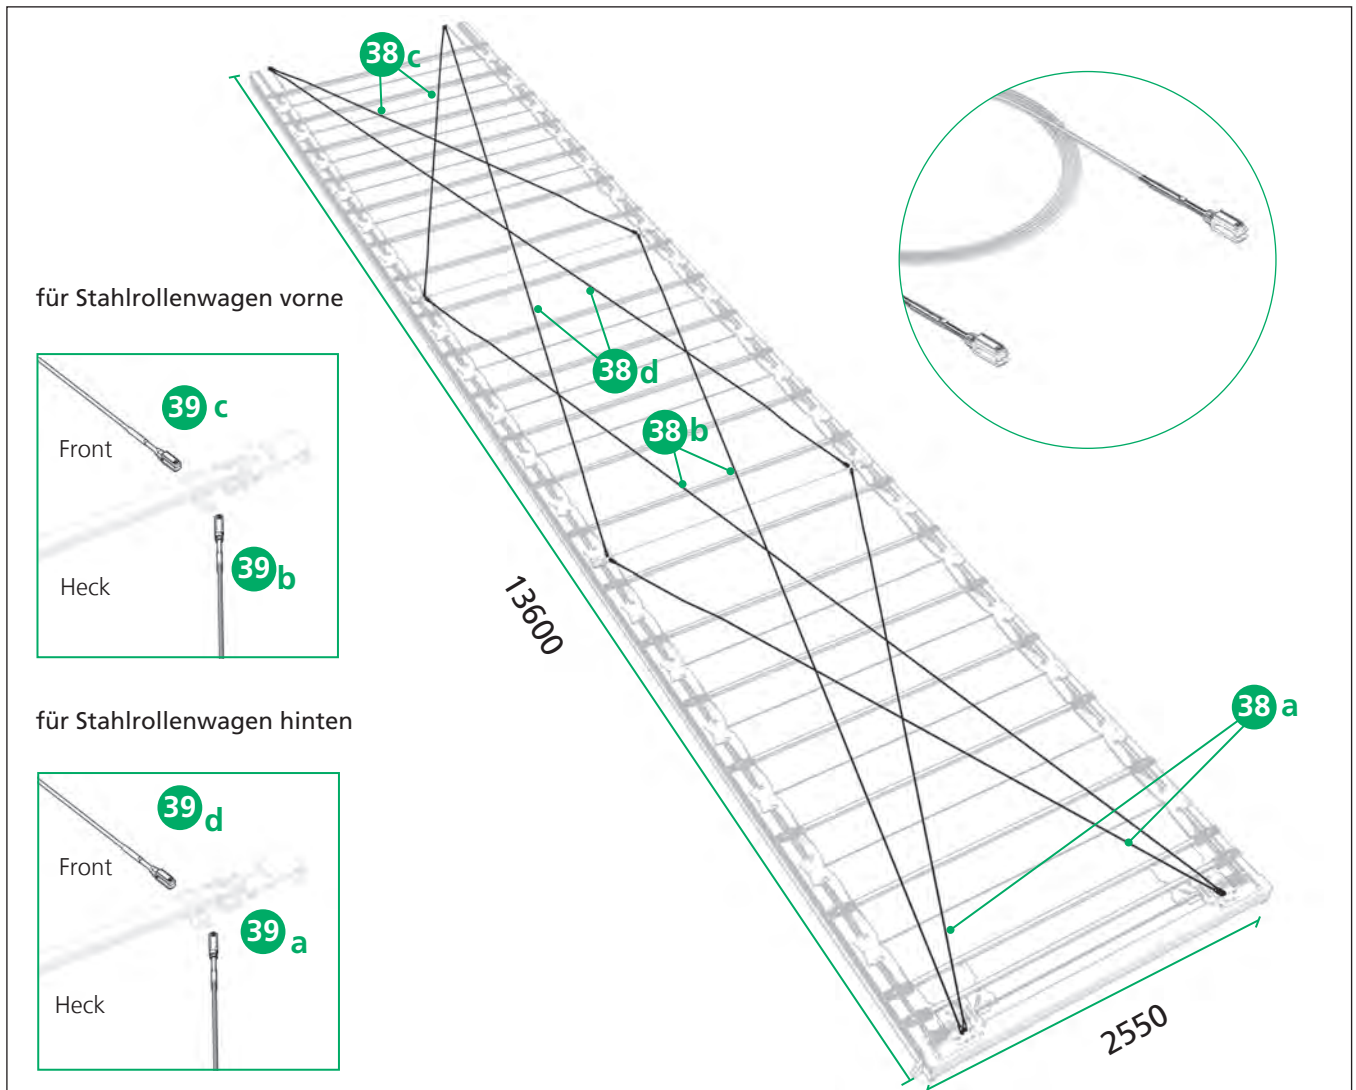 38 c
für Stahlrollenwagen vorne
39 c
Front
39 b
Heck
38 d
38 b
13600
für Stahlrollenwagen hinten
38 a
39 d
Front
39 a
Heck
2550